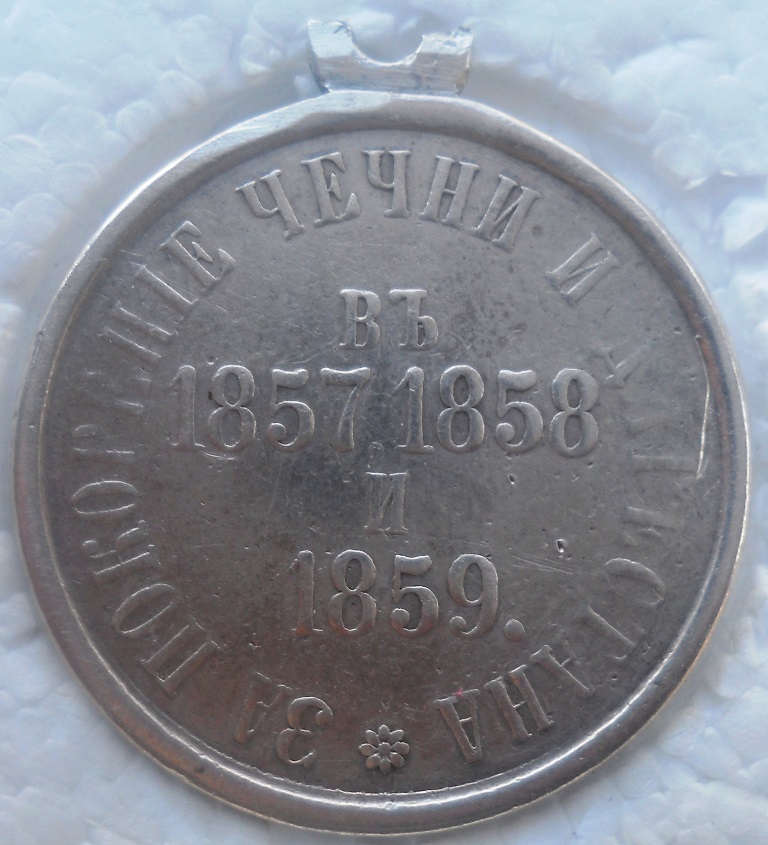 ЗА ПОКОРЕНІЕ ЧЕЧНИ И ДАГЕСТАНА
ВЪ
1857, 1858
И
1859.